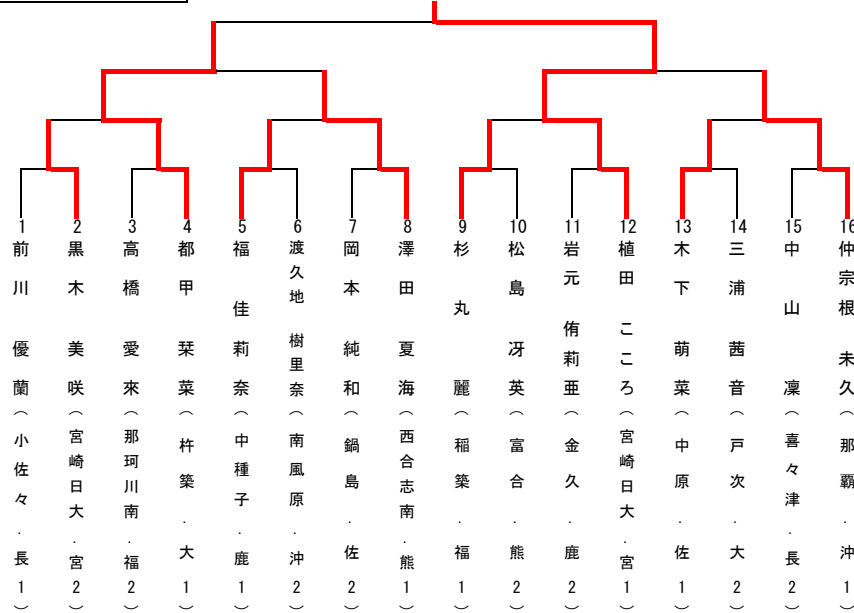 1 前川 優蘭（小佐々・長1）
2 黒木 美咲（宮崎日大・宮2）
3 高橋 愛來（那珂川南・福2）
4 都甲 栞菜（杵築・大1）
5 福 佳莉奈（中種子・鹿1）
6 渡久地 樹里奈（南風原・沖2）
7 岡本 純和（鍋島・佐2）
8 澤田 夏海（西合志南・熊1）
9 杉丸 麗（稲築・福1）
10 松島 冴英（富合・熊2）
11 岩元 侑莉亜（金久・鹿2）
12 植田 こころ（宮崎日大・宮1）
13 木下 萌菜（中原・佐1）
14 三浦 茜音（戸次・大2）
15 中山 凜（喜々津・長2）
16 仲宗根 未久（那覇・沖1）